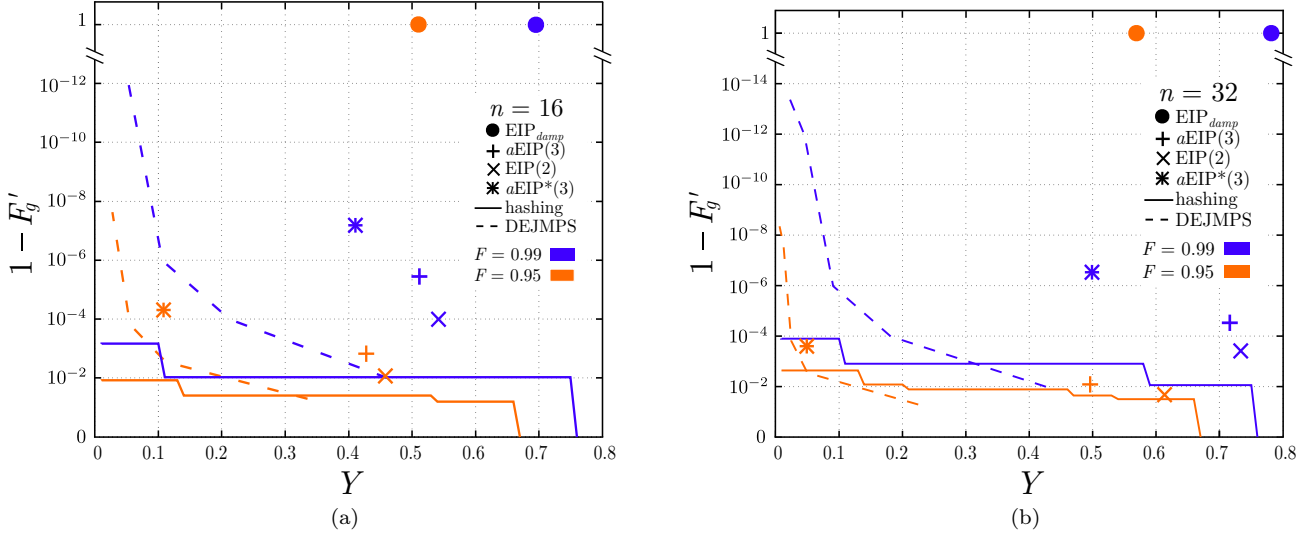 1
10⁻¹²
10⁻¹⁰
10⁻⁸
10⁻⁶
10⁻⁴
10⁻²
0
1 − F_g′
n = 16
EIP_damp
aEIP(3)
EIP(2)
aEIP*(3)
hashing
DEJMPS
F = 0.99
F = 0.95
0 0.1 0.2 0.3 0.4 0.5 0.6 0.7 0.8
Y
(a)
1
10⁻¹⁴
10⁻¹²
10⁻¹⁰
10⁻⁸
10⁻⁶
10⁻⁴
10⁻²
0
1 − F_g′
n = 32
EIP_damp
aEIP(3)
EIP(2)
aEIP*(3)
hashing
DEJMPS
F = 0.99
F = 0.95
0 0.1 0.2 0.3 0.4 0.5 0.6 0.7 0.8
Y
(b)